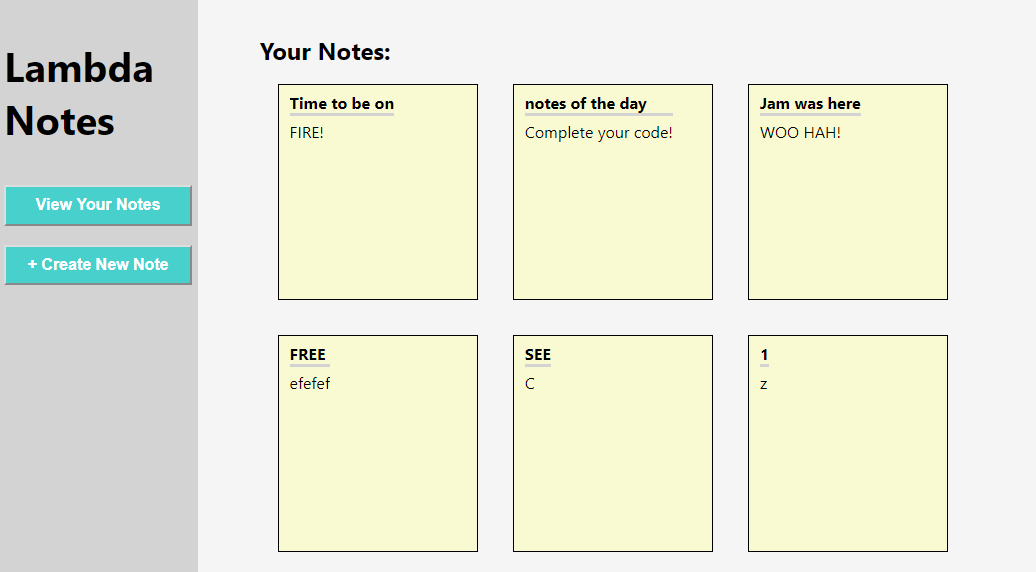 Lambda
Notes
View Your Notes
+ Create New Note
Your Notes:
Time to be on
FIRE!
notes of the day
Complete your code!
Jam was here
WOO HAH!
FREE
efefef
SEE
C
1
z